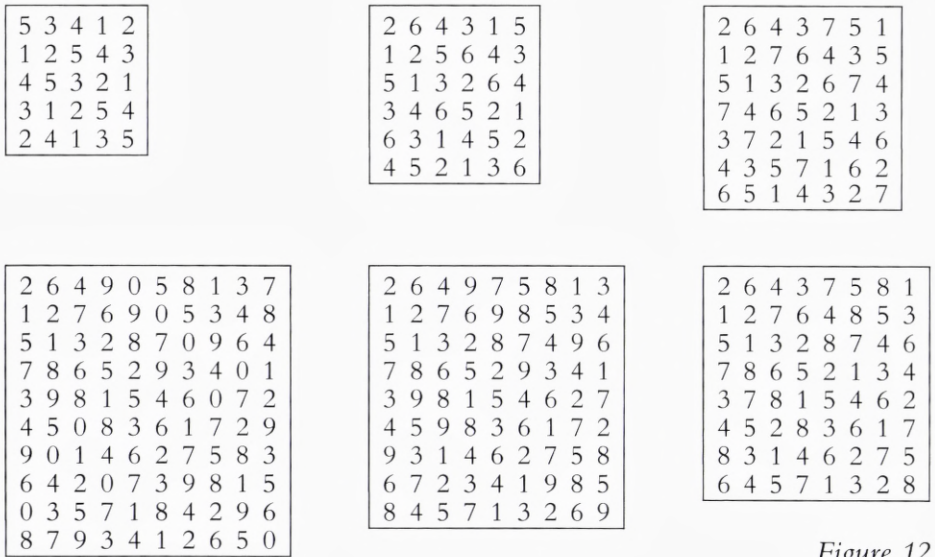 5 3 4 1 2
1 2 5 4 3
4 5 3 2 1
3 1 2 5 4
2 4 1 3 5
2 6 4 3 1 5
1 2 5 6 4 3
5 1 3 2 6 4
3 4 6 5 2 1
6 3 1 4 5 2
4 5 2 1 3 6
2 6 4 3 7 5 1
1 2 7 6 4 3 5
5 1 3 2 6 7 4
7 4 6 5 2 1 3
3 7 2 1 5 4 6
4 3 5 7 1 6 2
6 5 1 4 3 2 7
2 6 4 9 0 5 8 1 3 7
1 2 7 6 9 0 5 3 4 8
5 1 3 2 8 7 0 9 6 4
7 8 6 5 2 9 3 4 0 1
3 9 8 1 5 4 6 0 7 2
4 5 0 8 3 6 1 7 2 9
9 0 1 4 6 2 7 5 8 3
6 4 2 0 7 3 9 8 1 5
0 3 5 7 1 8 4 2 9 6
8 7 9 3 4 1 2 6 5 0
2 6 4 9 7 5 8 1 3
1 2 7 6 9 8 5 3 4
5 1 3 2 8 7 4 9 6
7 8 6 5 2 9 3 4 1
3 9 8 1 5 4 6 2 7
4 5 9 8 3 6 1 7 2
9 3 1 4 6 2 7 5 8
6 7 2 3 4 1 9 8 5
8 4 5 7 1 3 2 6 9
2 6 4 3 7 5 8 1
1 2 7 6 4 8 5 3
5 1 3 2 8 7 4 6
7 8 6 5 2 1 3 4
3 7 8 1 5 4 6 2
4 5 2 8 3 6 1 7
8 3 1 4 6 2 7 5
6 4 5 7 1 3 2 8
Figure 12